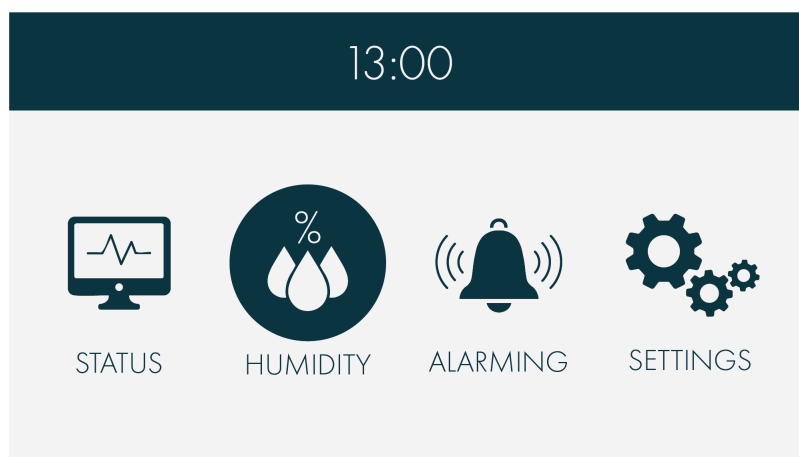 13:00
%
STATUS
HUMIDITY
ALARMING
SETTINGS